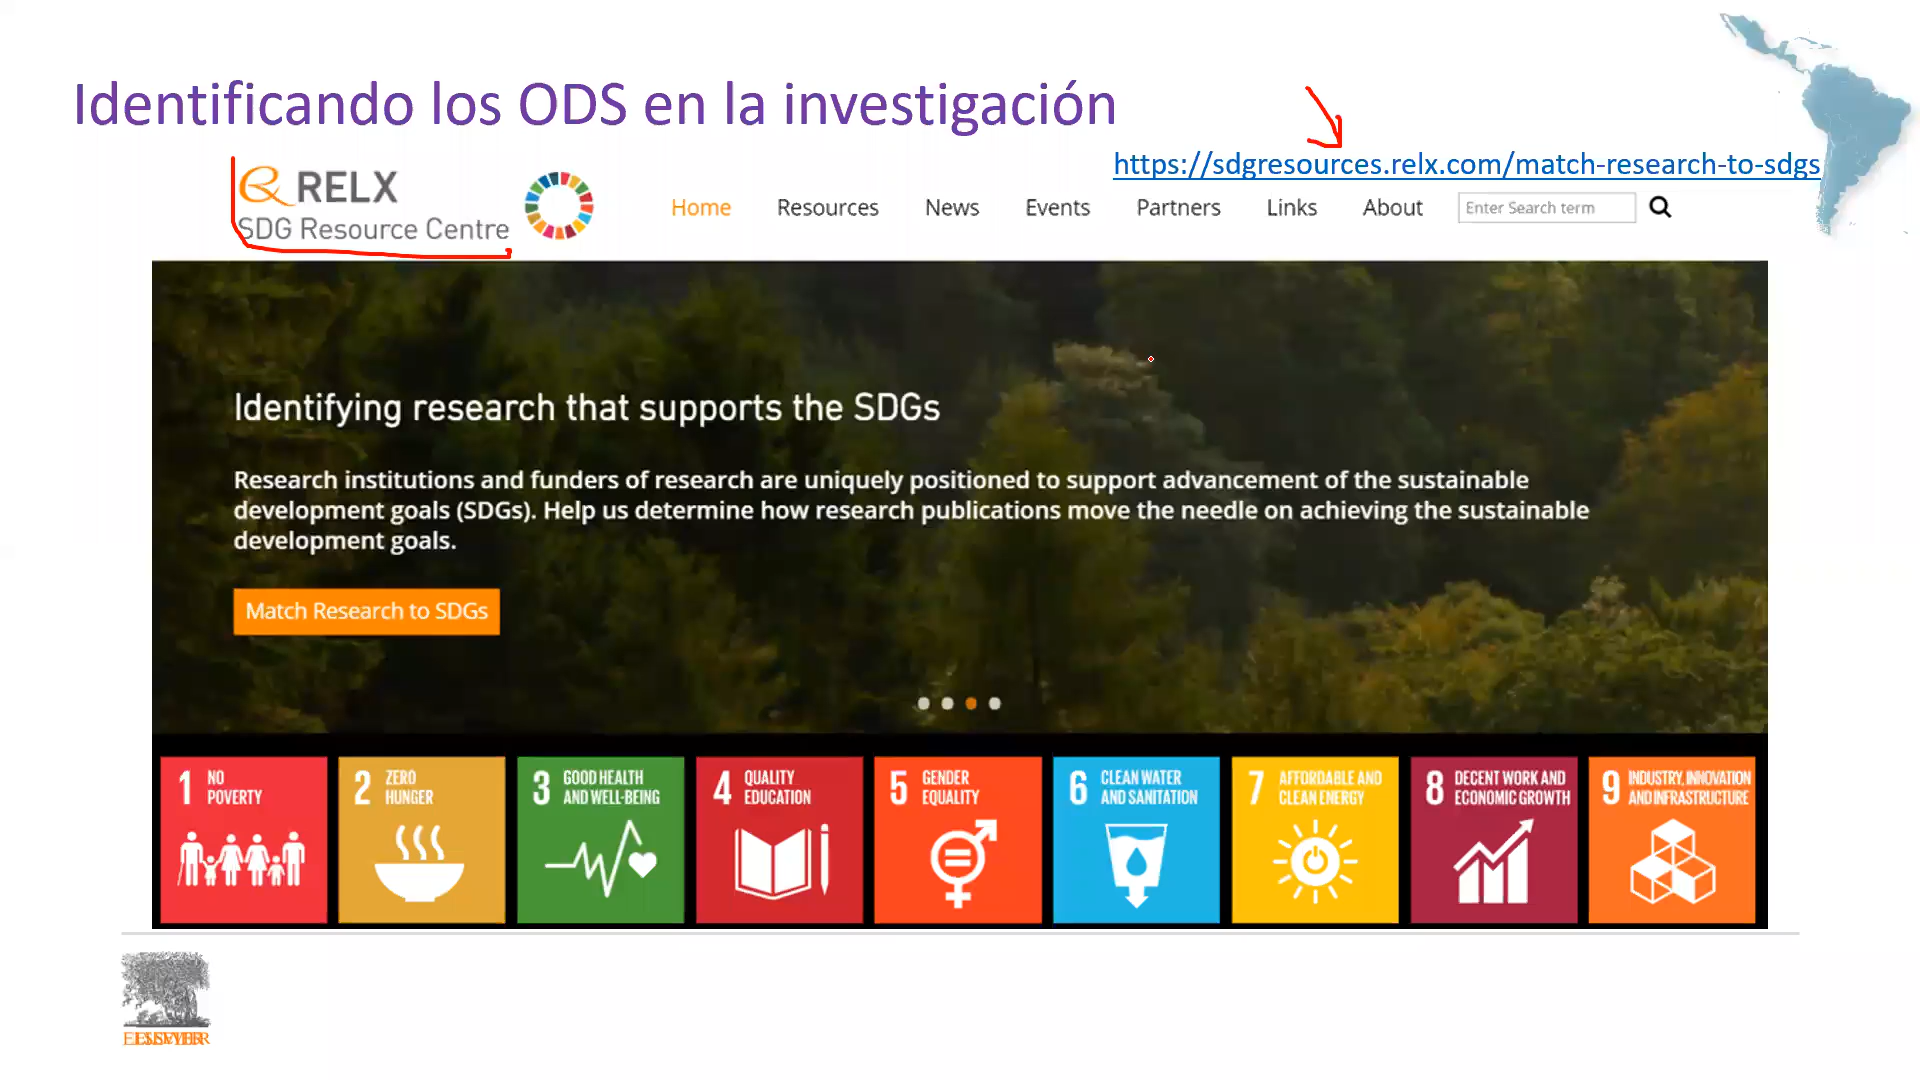 Identificando los ODS en la investigación
https://sdgresources.relx.com/match-research-to-sdgs
RELX
SDG Resource Centre
Home Resources News Events Partners Links About Enter Search term
Identifying research that supports the SDGs
Research institutions and funders of research are uniquely positioned to support advancement of the sustainable
development goals (SDGs). Help us determine how research publications move the needle on achieving the sustainable
development goals.
Match Research to SDGs
1 NO
POVERTY
2 ZERO
HUNGER
3 GOOD HEALTH
AND WELL-BEING
4 QUALITY
EDUCATION
5 GENDER
EQUALITY
6 CLEAN WATER
AND SANITATION
7 AFFORDABLE AND
CLEAN ENERGY
8 DECENT WORK AND
ECONOMIC GROWTH
9 INDUSTRY, INNOVATION
AND INFRASTRUCTURE
ELSEVIER